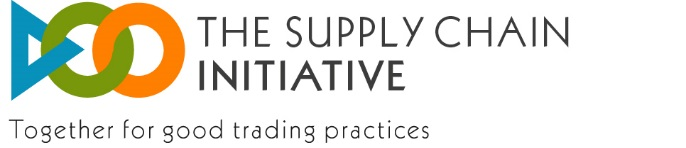 THE SUPPLY CHAIN
INITIATIVE
Together for good trading practices